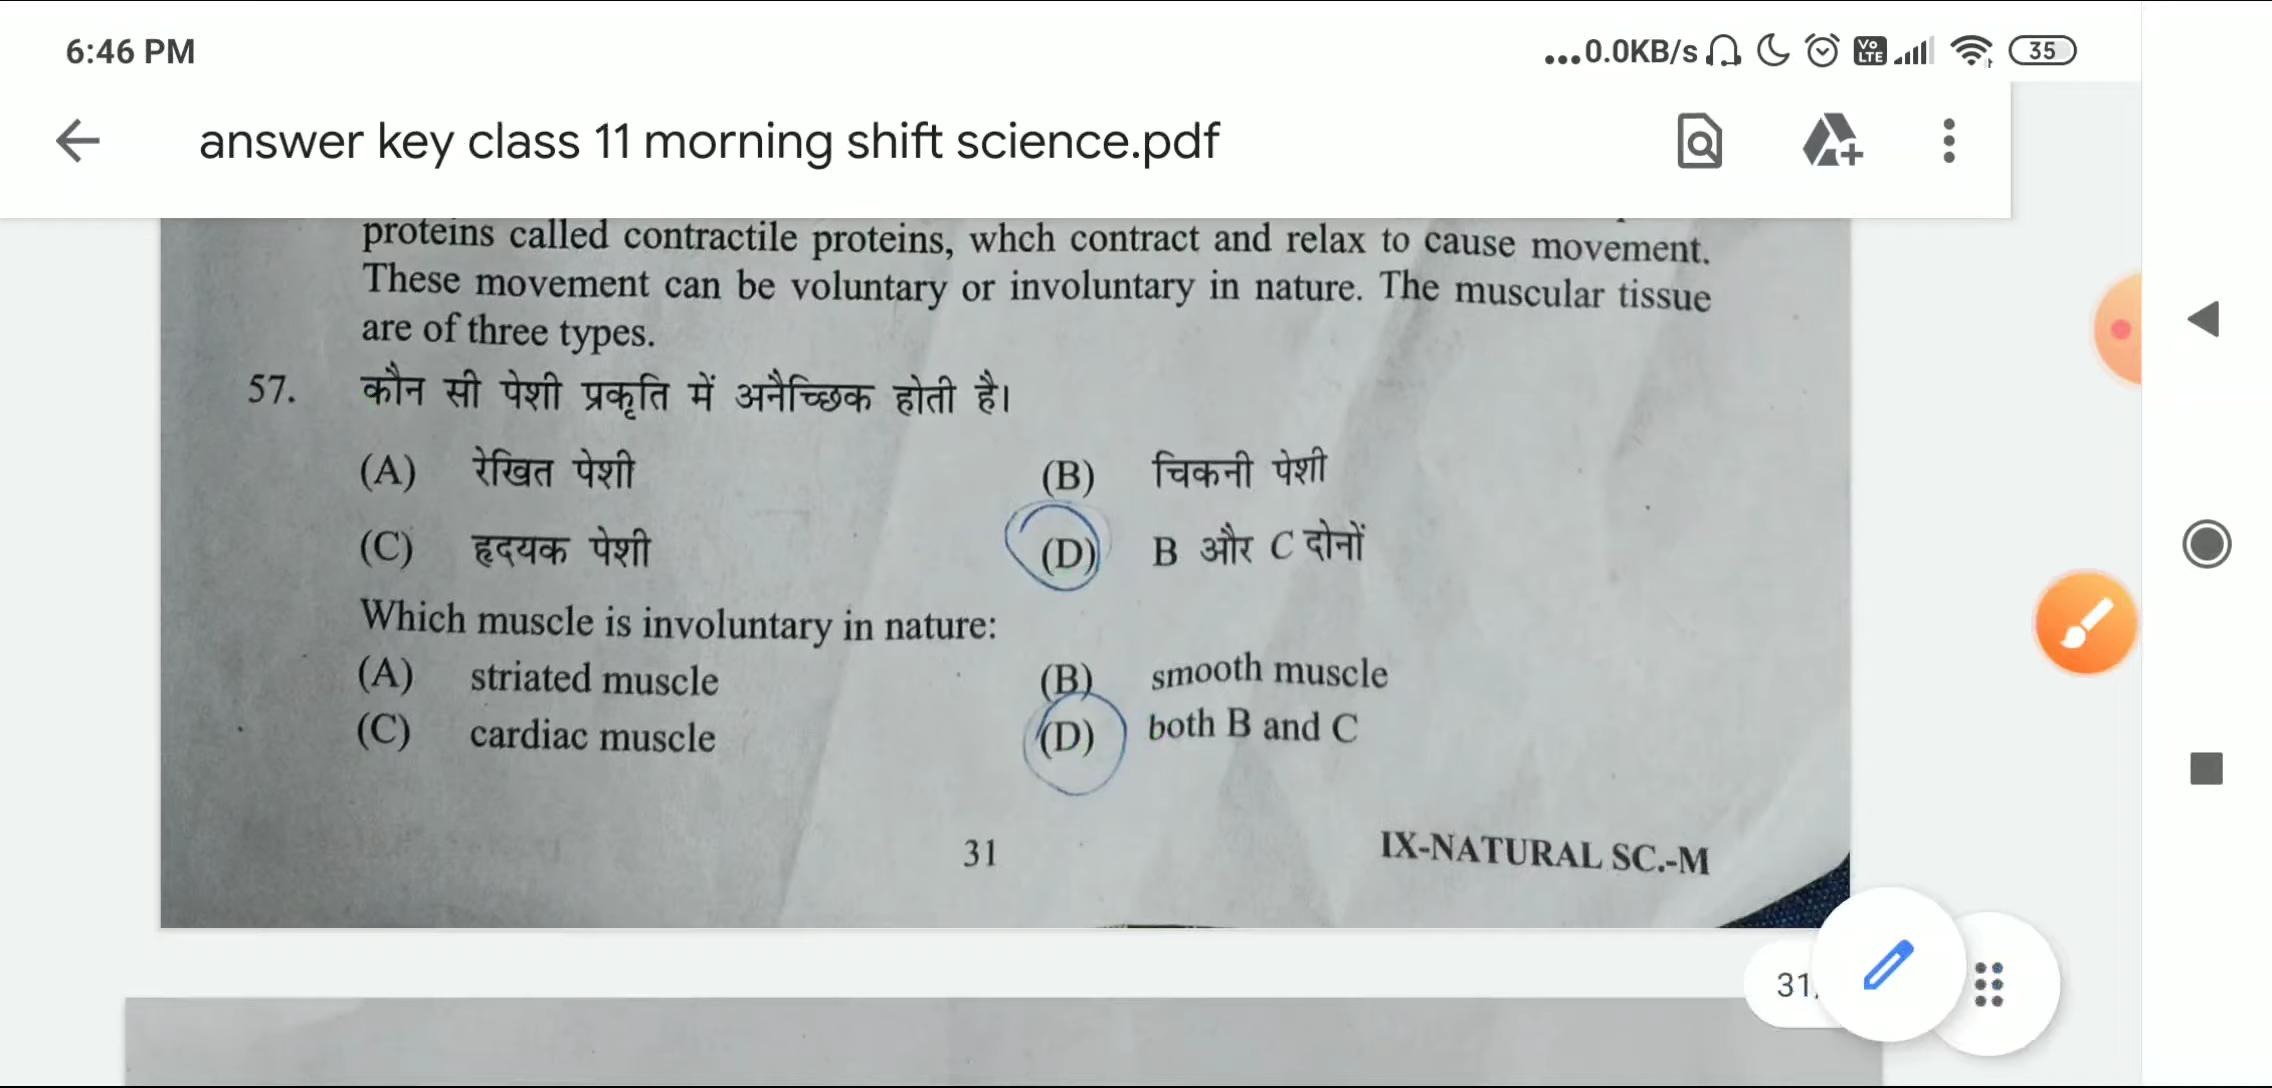 6:46 PM
...0.0KB/s Vo LTE 35
answer key class 11 morning shift science.pdf
proteins called contractile proteins, whch contract and relax to cause movement.
These movement can be voluntary or involuntary in nature. The muscular tissue
are of three types.
57. कौन सी पेशी प्रकृति में अनैच्छिक होती है।
(A) रेखित पेशी (B) चिकनी पेशी
(C) हृदयक पेशी (D) B और C दोनों
Which muscle is involuntary in nature:
(A) striated muscle (B) smooth muscle
(C) cardiac muscle (D) both B and C
31 IX-NATURAL SC.-M
31